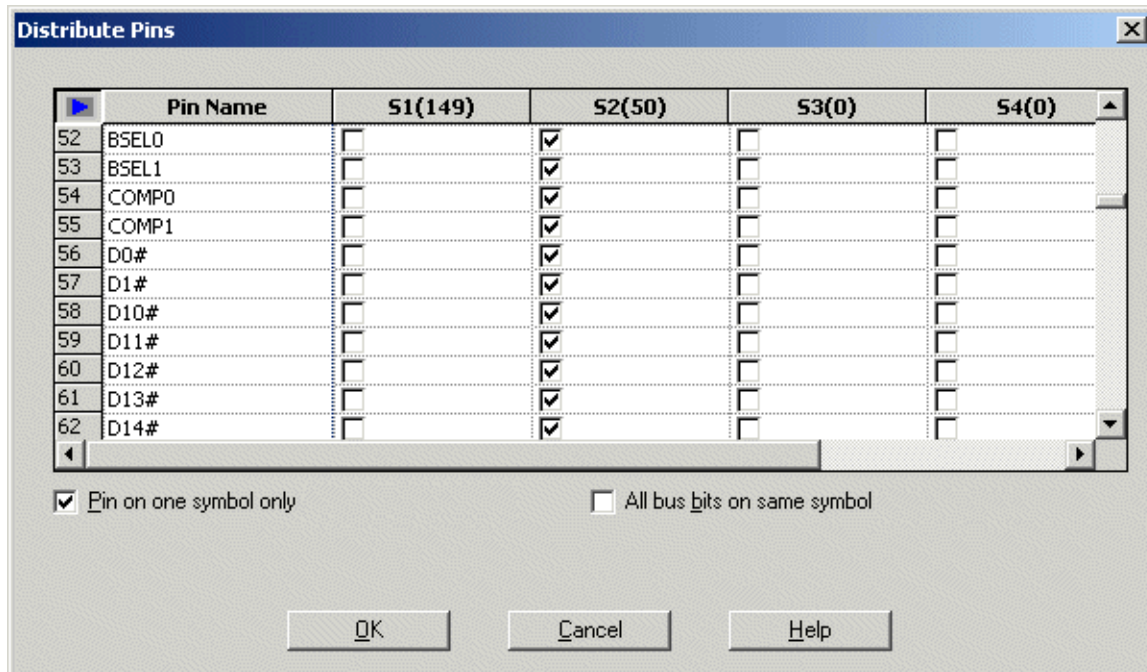 Distribute Pins
Pin Name S1(149) S2(50) S3(0) S4(0)
52 BSEL0
53 BSEL1
54 COMP0
55 COMP1
56 D0#
57 D1#
58 D10#
59 D11#
60 D12#
61 D13#
62 D14#
Pin on one symbol only All bus bits on same symbol
OK Cancel Help